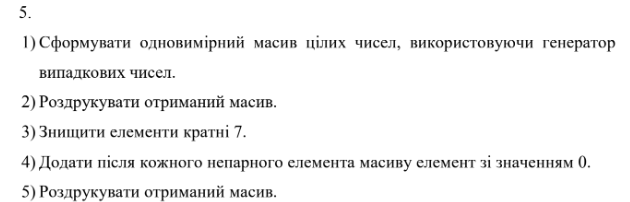 5.
1) Сформувати одновимірний масив цілих чисел, використовуючи генератор
випадкових чисел.
2) Роздрукувати отриманий масив.
3) Знищити елементи кратні 7.
4) Додати після кожного непарного елемента масиву елемент зі значенням 0.
5) Роздрукувати отриманий масив.